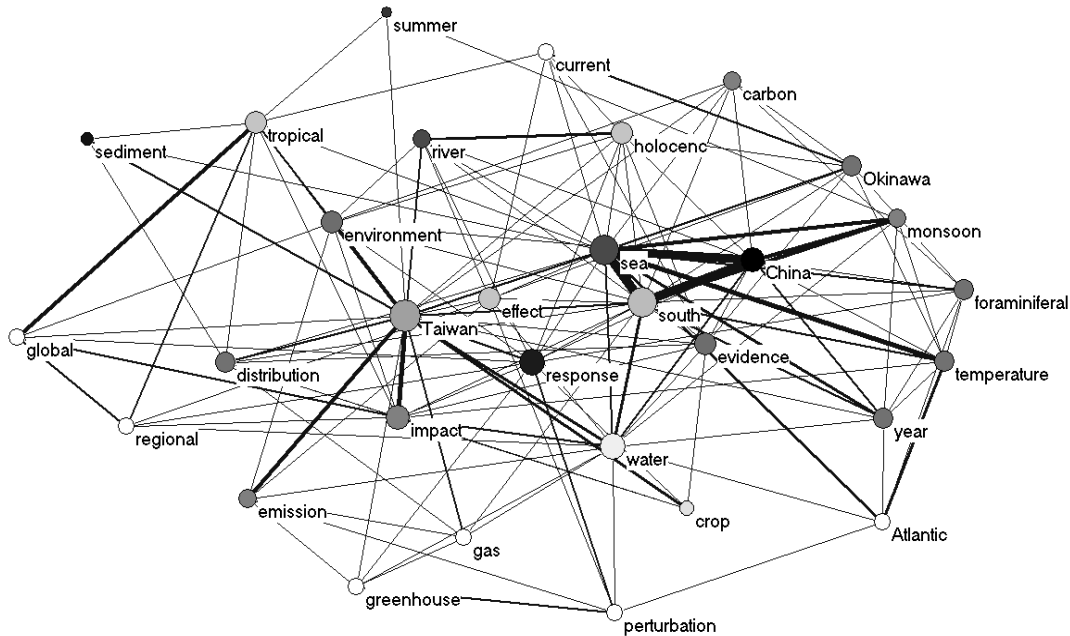 summer
current
carbon
tropical
sediment
river
holocenc
Okinawa
environment
monsoon
sea
China
effect
south
foraminiferal
Taiwan
global
distribution
response
evidence
temperature
regional
impact
year
water
emission
crop
Atlantic
gas
greenhouse
perturbation